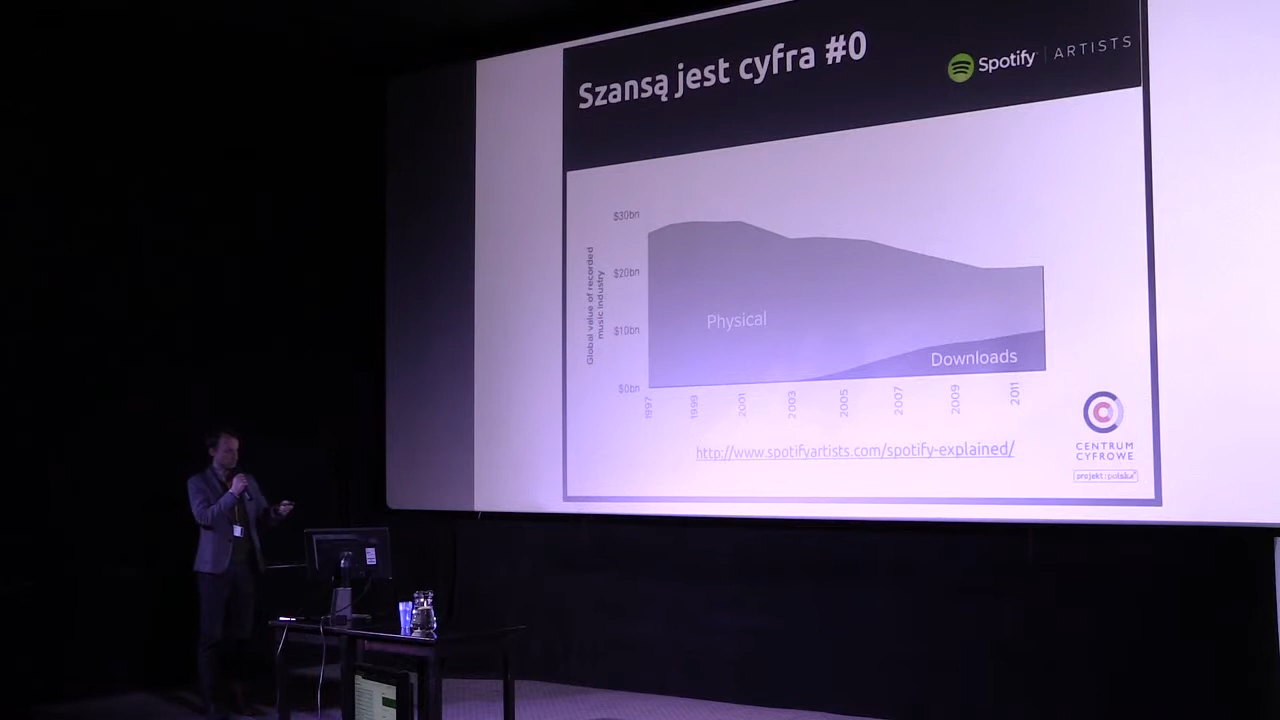 Szansą jest cyfra #0
Spotify | ARTISTS
Global value of recorded
music industry
$30bn
$20bn
$10bn
$0bn
Physical
Downloads
1997
1999
2001
2003
2005
2007
2009
2011
http://www.spotifyartists.com/spotify-explained/
CENTRUM
CYFROWE
projekt: polska